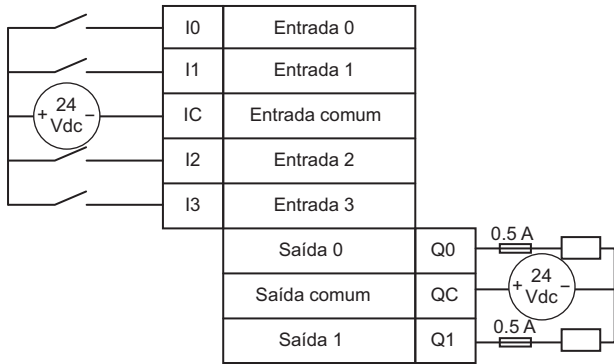 I0 Entrada 0
I1 Entrada 1
+ 24 Vdc −
IC Entrada comum
I2 Entrada 2
I3 Entrada 3
Saída 0 Q0 0.5 A
Saída comum QC
+ 24 Vdc −
Saída 1 Q1 0.5 A